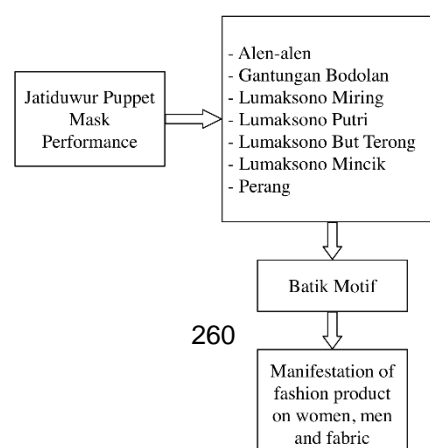 Jatiduwur Puppet
Mask
Performance
- Alen-alen
- Gantungan Bodolan
- Lumaksono Miring
- Lumaksono Putri
- Lumaksono But Terong
- Lumaksono Mincik
- Perang
Batik Motif
260
Manifestation of
fashion product
on women, men
and fabric